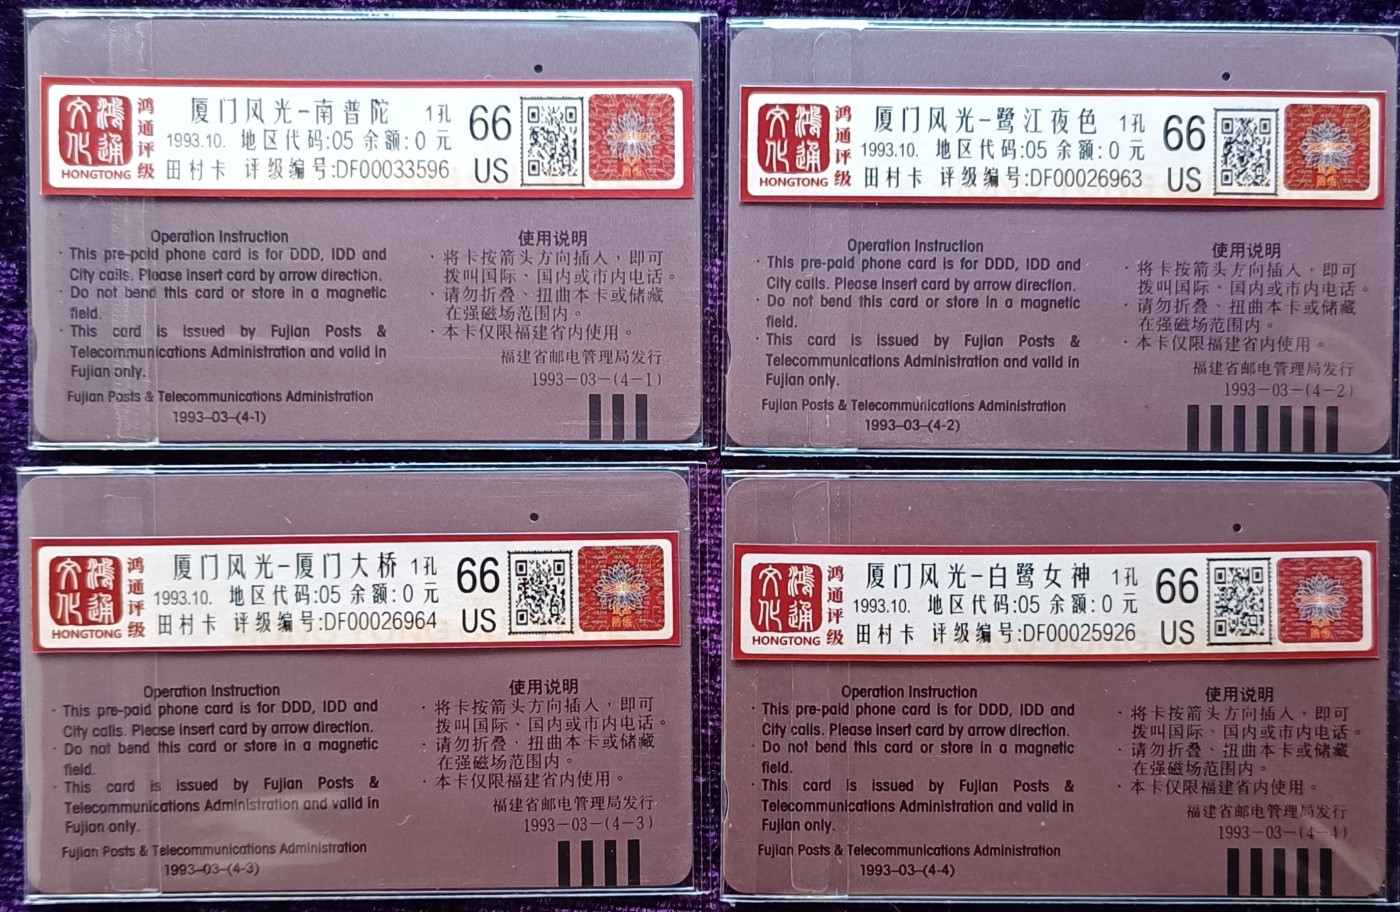 鸿通文化
HONGTONG
鸿通评级
厦门风光-南普陀 1孔
1993.10. 地区代码:05 余额:0 元
田村卡 评级编号:DF00033596
66
US
Operation Instruction
· This pre-paid phone card is for DDD, IDD and
City calls. Please insert card by arrow direction.
· Do not bend this card or store in a magnetic
field.
· This card is issued by Fujian Posts &
Telecommunications Administration and valid in
Fujian only.
Fujian Posts & Telecommunications Administration
1993-03-(4-1)
使用说明
· 将卡按箭头方向插入，即可
拨叫国际、国内或市内电话。
· 请勿折叠、扭曲本卡或储藏
在强磁场范围内。
· 本卡仅限福建省内使用。
福建省邮电管理局发行
1993-03-(4-1)
鸿通文化
HONGTONG
鸿通评级
厦门风光-鹭江夜色 1孔
1993.10. 地区代码:05 余额:0 元
田村卡 评级编号:DF00026963
66
US
Operation Instruction
· This pre-paid phone card is for DDD, IDD and
City calls. Please insert card by arrow direction.
· Do not bend this card or store in a magnetic
field.
· This card is issued by Fujian Posts &
Telecommunications Administration and valid in
Fujian only.
Fujian Posts & Telecommunications Administration
1993-03-(4-2)
使用说明
· 将卡按箭头方向插入，即可
拨叫国际、国内或市内电话。
· 请勿折叠、扭曲本卡或储藏
在强磁场范围内。
· 本卡仅限福建省内使用。
福建省邮电管理局发行
1993-03-(4-2)
鸿通文化
HONGTONG
鸿通评级
厦门风光-厦门大桥 1孔
1993.10. 地区代码:05 余额:0 元
田村卡 评级编号:DF00026964
66
US
Operation Instruction
· This pre-paid phone card is for DDD, IDD and
City calls. Please insert card by arrow direction.
· Do not bend this card or store in a magnetic
field.
· This card is issued by Fujian Posts &
Telecommunications Administration and valid in
Fujian only.
Fujian Posts & Telecommunications Administration
1993-03-(4-3)
使用说明
· 将卡按箭头方向插入，即可
拨叫国际、国内或市内电话。
· 请勿折叠、扭曲本卡或储藏
在强磁场范围内。
· 本卡仅限福建省内使用。
福建省邮电管理局发行
1993-03-(4-3)
鸿通文化
HONGTONG
鸿通评级
厦门风光-白鹭女神 1孔
1993.10. 地区代码:05 余额:0 元
田村卡 评级编号:DF00025926
66
US
Operation Instruction
· This pre-paid phone card is for DDD, IDD and
City calls. Please insert card by arrow direction.
· Do not bend this card or store in a magnetic
field.
· This card is issued by Fujian Posts &
Telecommunications Administration and valid in
Fujian only.
Fujian Posts & Telecommunications Administration
1993-03-(4-4)
使用说明
· 将卡按箭头方向插入，即可
拨叫国际、国内或市内电话。
· 请勿折叠、扭曲本卡或储藏
在强磁场范围内。
· 本卡仅限福建省内使用。
福建省邮电管理局发行
1993-03-(4-4)